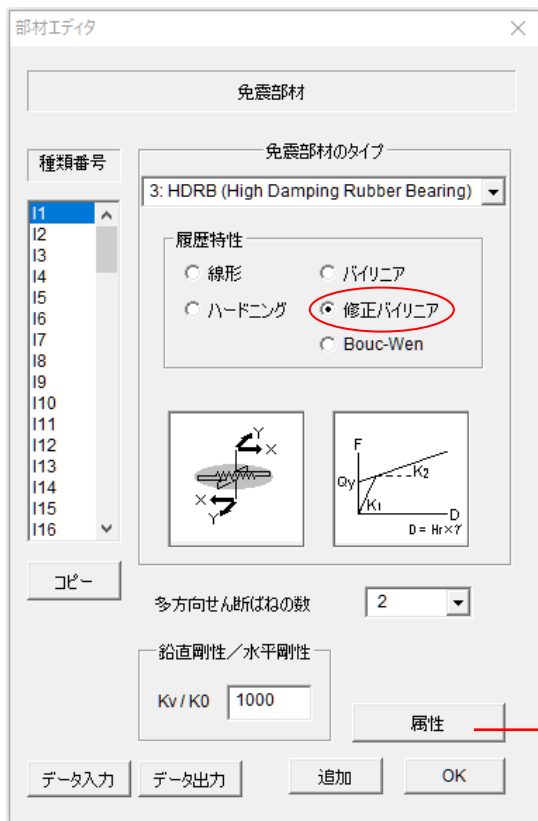 部材エディタ
免震部材
種類番号
I1
I2
I3
I4
I5
I6
I7
I8
I9
I10
I11
I12
I13
I14
I15
I16
コピー
免震部材のタイプ
3: HDRB (High Damping Rubber Bearing)
履歴特性
線形
バイリニア
ハードニング
修正バイリニア
Bouc-Wen
Y
X
X
Y
F
Qy
K2
K1
D
D = Hr×γ
多方向せん断ばねの数
2
鉛直剛性／水平剛性
Kv / K0
1000
属性
データ入力
データ出力
追加
OK